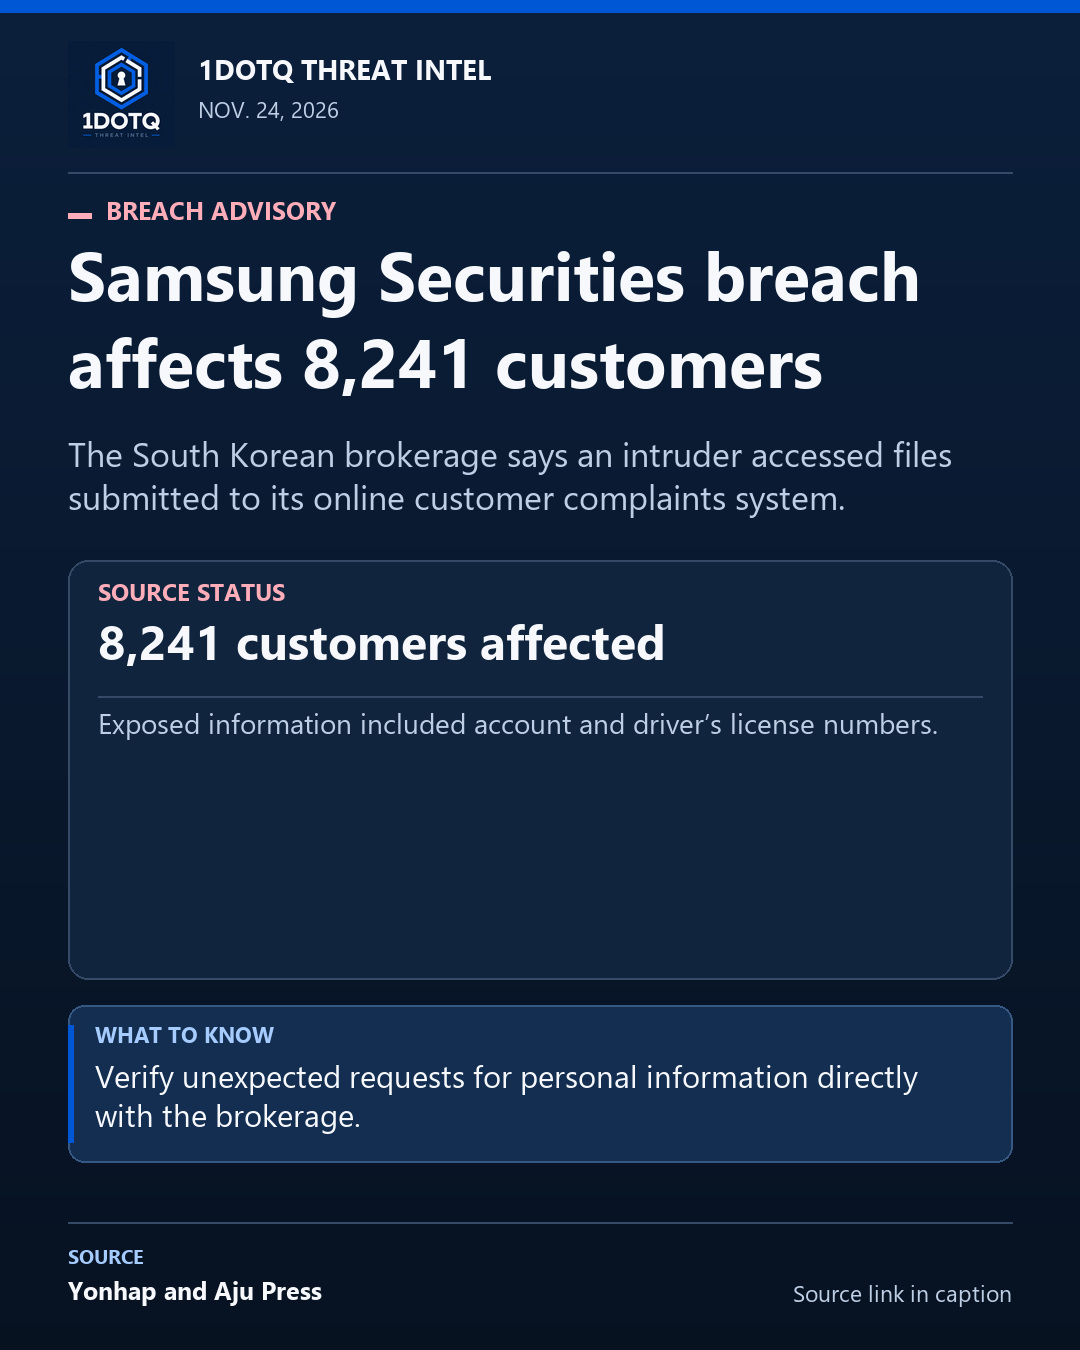 1DOTQ
THREAT INTEL
1DOTQ THREAT INTEL
NOV. 24, 2026
BREACH ADVISORY
Samsung Securities breach
affects 8,241 customers
The South Korean brokerage says an intruder accessed files
submitted to its online customer complaints system.
SOURCE STATUS
8,241 customers affected
Exposed information included account and driver’s license numbers.
WHAT TO KNOW
Verify unexpected requests for personal information directly
with the brokerage.
SOURCE
Yonhap and Aju Press
Source link in caption